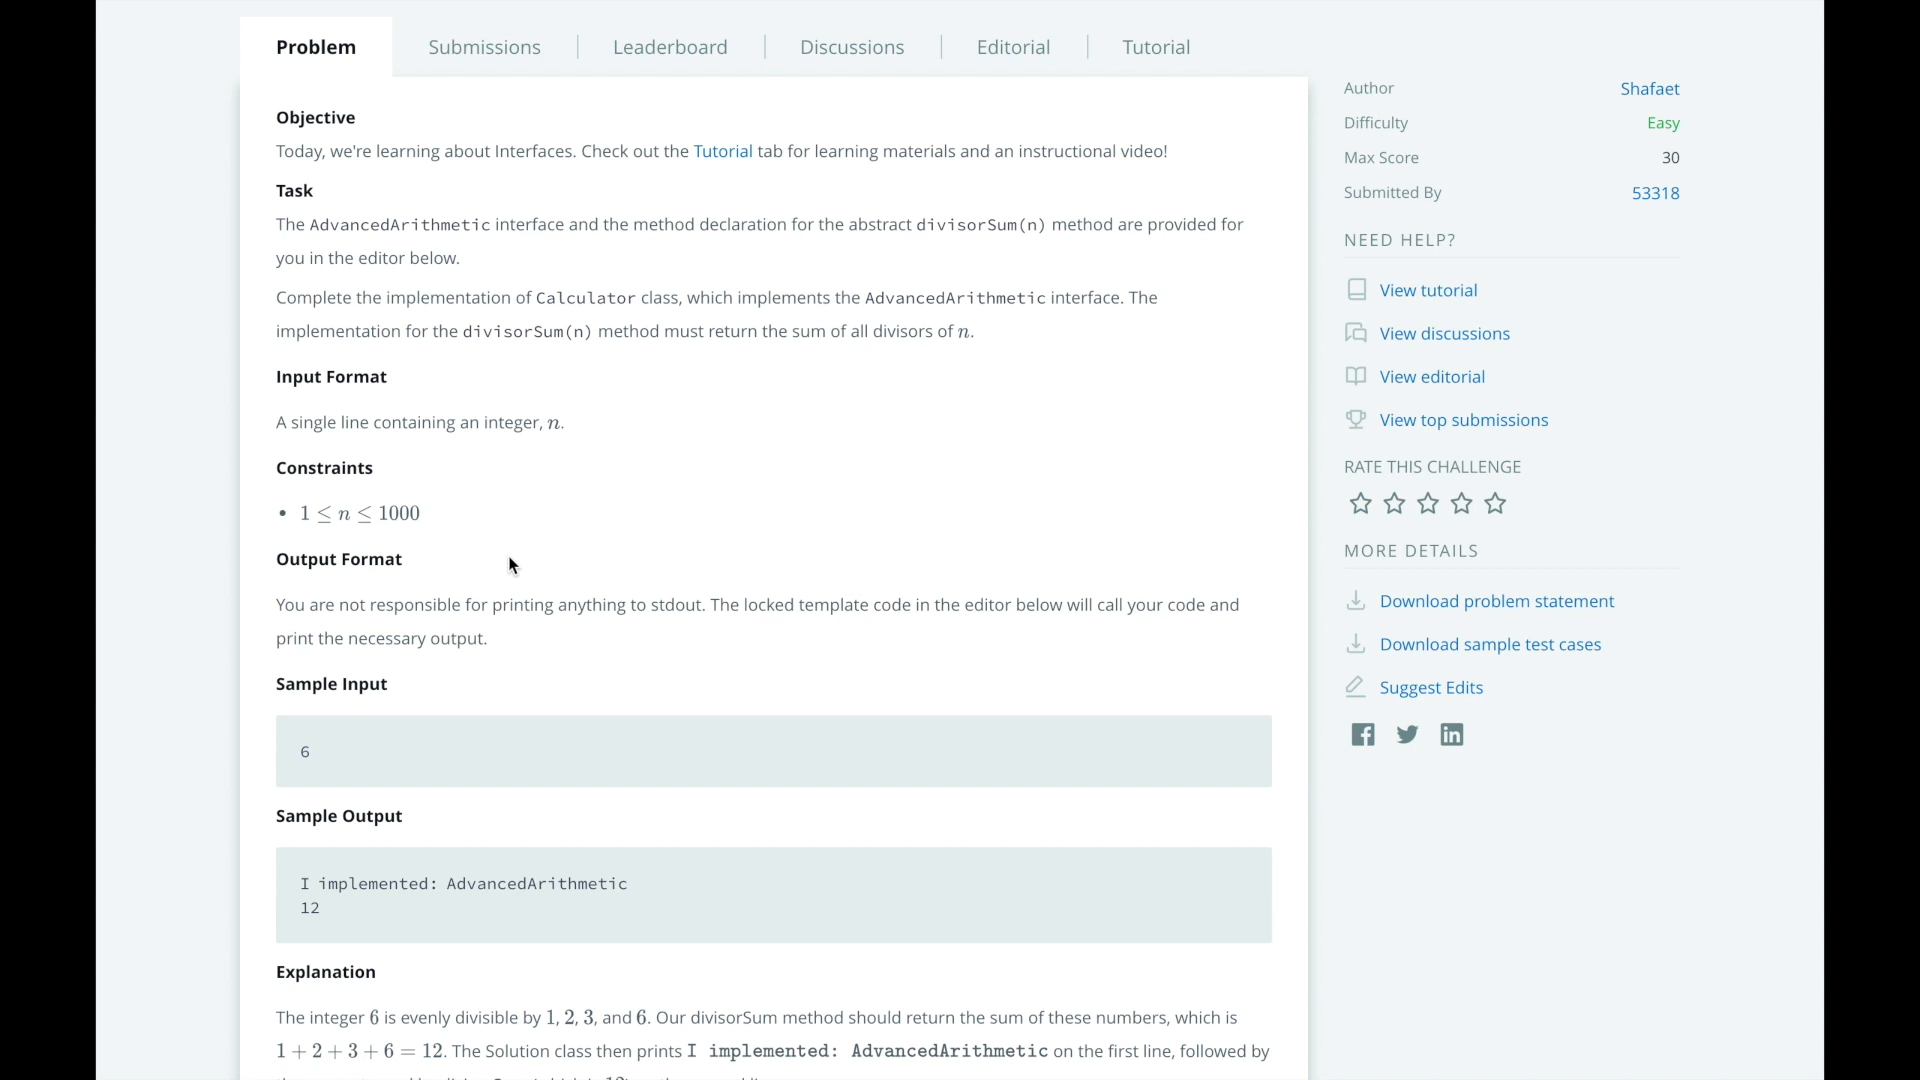 Problem
Submissions
Leaderboard
Discussions
Editorial
Tutorial
Objective
Today, we're learning about Interfaces. Check out the Tutorial tab for learning materials and an instructional video!
Task
The AdvancedArithmetic interface and the method declaration for the abstract divisorSum(n) method are provided for
you in the editor below.
Complete the implementation of Calculator class, which implements the AdvancedArithmetic interface. The
implementation for the divisorSum(n) method must return the sum of all divisors of n.
Input Format
A single line containing an integer, n.
Constraints
• 1 ≤ n ≤ 1000
Output Format
You are not responsible for printing anything to stdout. The locked template code in the editor below will call your code and
print the necessary output.
Sample Input
6
Sample Output
I implemented: AdvancedArithmetic
12
Explanation
The integer 6 is evenly divisible by 1, 2, 3, and 6. Our divisorSum method should return the sum of these numbers, which is
1 + 2 + 3 + 6 = 12. The Solution class then prints I implemented: AdvancedArithmetic on the first line, followed by
Author Shafaet
Difficulty Easy
Max Score 30
Submitted By 53318
NEED HELP?
View tutorial
View discussions
View editorial
View top submissions
RATE THIS CHALLENGE
MORE DETAILS
Download problem statement
Download sample test cases
Suggest Edits